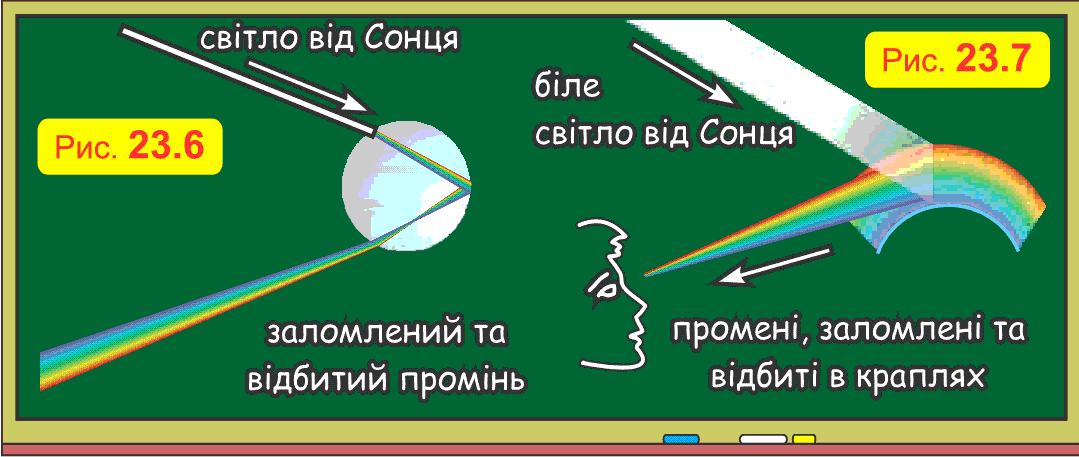 світло від Сонця
Рис. 23.6
заломлений та
відбитий промінь
Рис. 23.7
біле
світло від Сонця
промені, заломлені та
відбиті в краплях